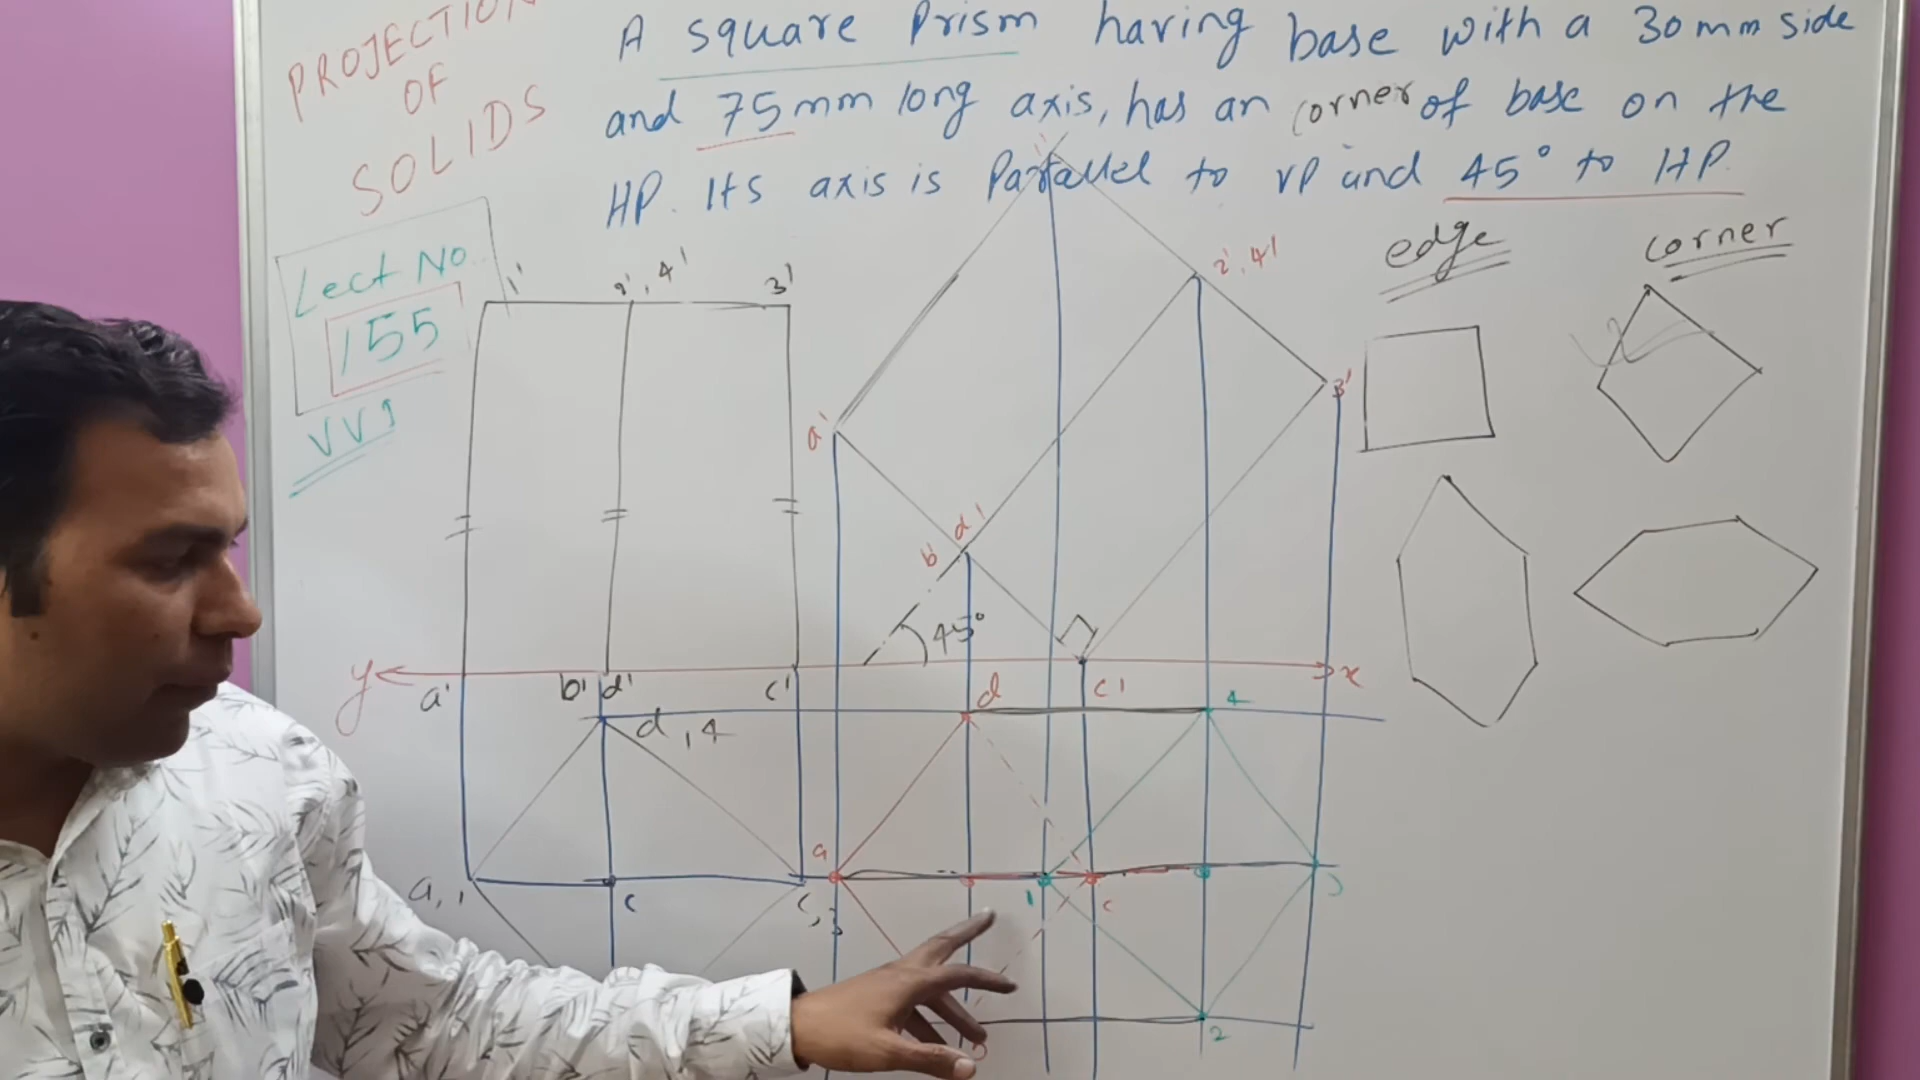 PROJECTION
OF
SOLIDS
A square Prism having base with a 30mm side
and 75mm long axis, has an corner of base on the
HP. Its axis is Parallel to VP and 45° to HP.
Lect No.
155
VVI
edge
corner
1'
2', 4'
3'
2', 4'
3'
a'
b' d'
45°
y
x
a'
b' d'
c'
d
c'
4
d, 4
a
a, 1
c
c, 3
1
c
3
2
b